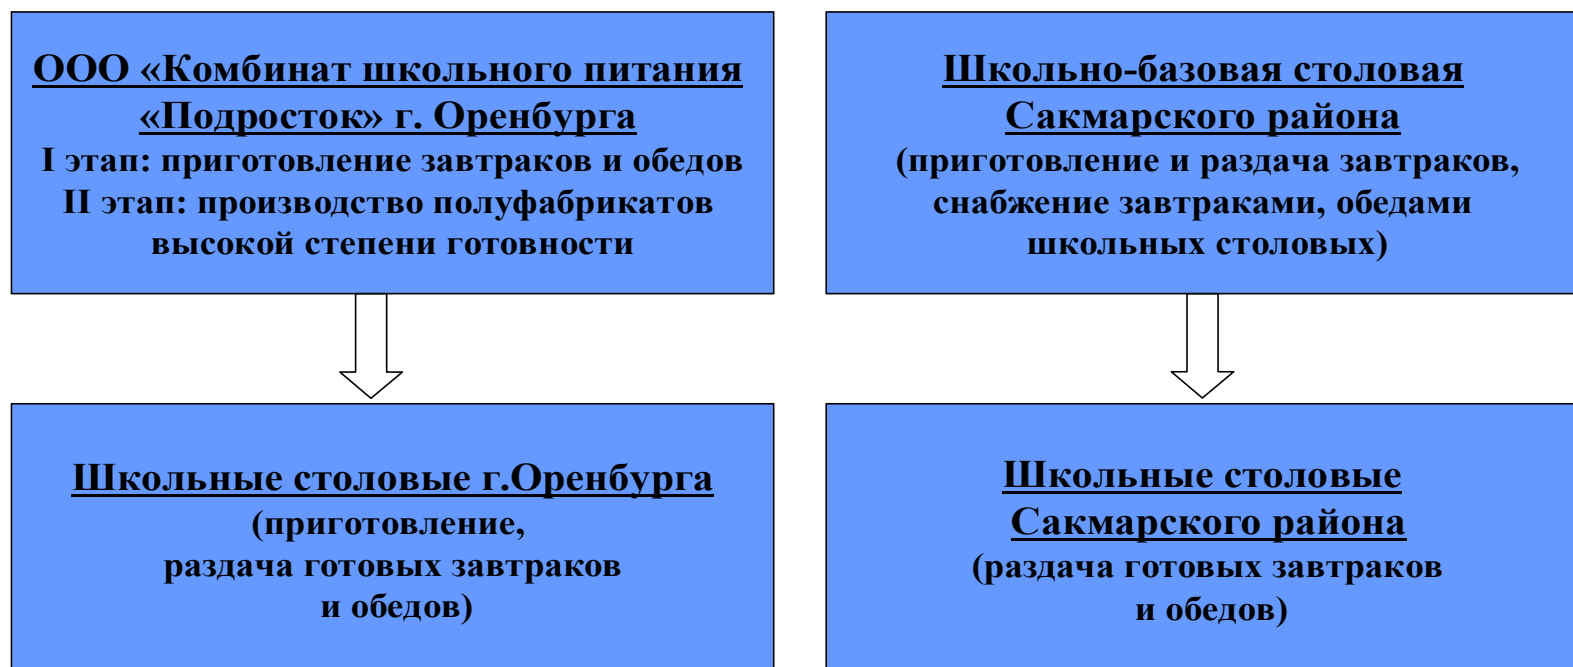 ООО «Комбинат школьного питания
«Подросток» г. Оренбурга
I этап: приготовление завтраков и обедов
II этап: производство полуфабрикатов
высокой степени готовности
Школьно-базовая столовая
Сакмарского района
(приготовление и раздача завтраков,
снабжение завтраками, обедами
школьных столовых)
Школьные столовые г.Оренбурга
(приготовление,
раздача готовых завтраков
и обедов)
Школьные столовые
Сакмарского района
(раздача готовых завтраков
и обедов)